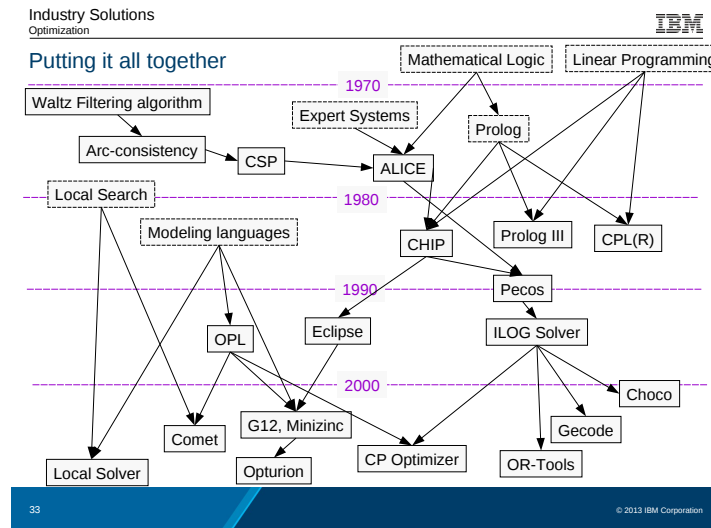 Industry Solutions
Optimization
IBM
Putting it all together
Mathematical Logic
Linear Programming
1970
Waltz Filtering algorithm
Expert Systems
Prolog
Arc-consistency
CSP
ALICE
Local Search
1980
Modeling languages
CHIP
Prolog III
CPL(R)
1990
Pecos
OPL
Eclipse
ILOG Solver
2000
Choco
Comet
G12, Minizinc
Gecode
Local Solver
Opturion
CP Optimizer
OR-Tools
33
© 2013 IBM Corporation